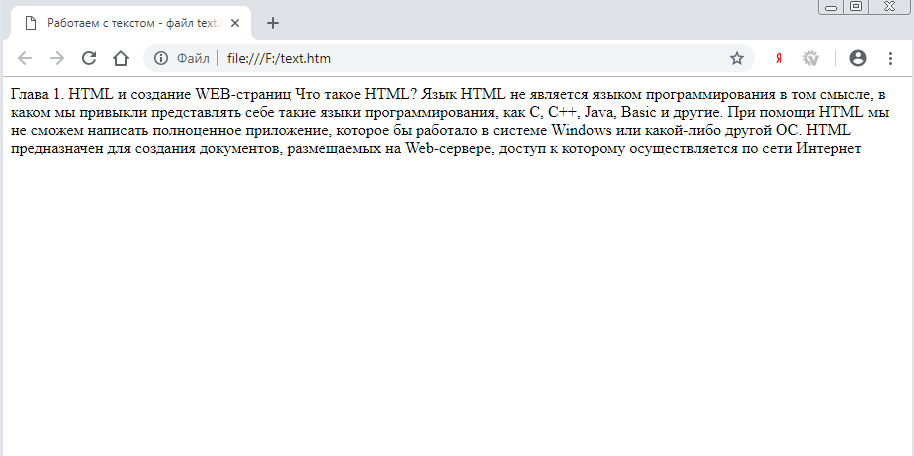 Работаем с текстом - файл text.
Файл
file:///F:/text.htm
Я
Глава 1. HTML и создание WEB-страниц Что такое HTML? Язык HTML не является языком программирования в том смысле, в
каком мы привыкли представлять себе такие языки программирования, как C, C++, Java, Basic и другие. При помощи HTML мы
не сможем написать полноценное приложение, которое бы работало в системе Windows или какой-либо другой ОС. HTML
предназначен для создания документов, размещаемых на Web-сервере, доступ к которому осуществляется по сети Интернет